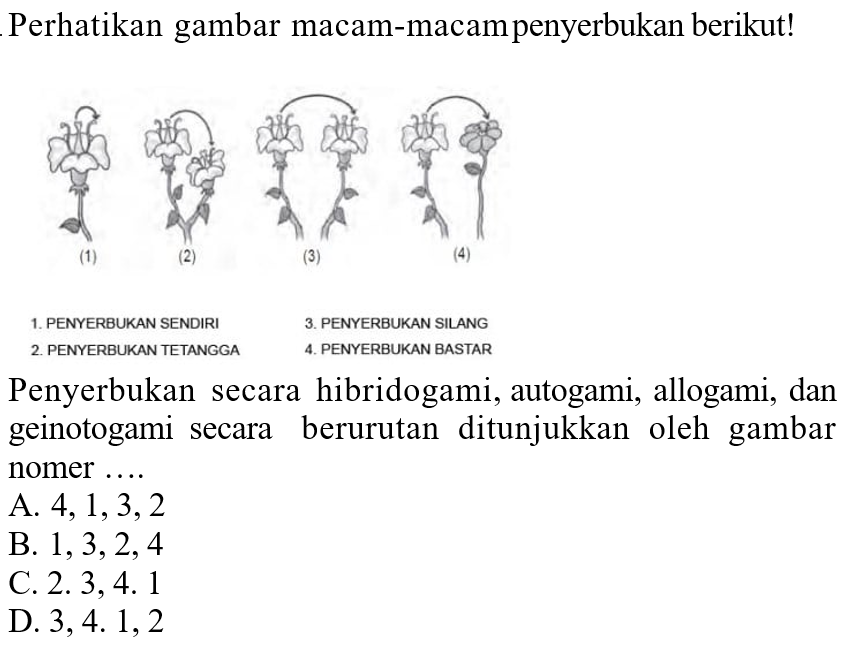 . Perhatikan gambar macam-macam penyerbukan berikut!
(1) (2) (3) (4)
1. PENYERBUKAN SENDIRI 3. PENYERBUKAN SILANG
2. PENYERBUKAN TETANGGA 4. PENYERBUKAN BASTAR
Penyerbukan secara hibridogami, autogami, allogami, dan
geinotogami secara berurutan ditunjukkan oleh gambar
nomer ....
A. 4, 1, 3, 2
B. 1, 3, 2, 4
C. 2. 3, 4. 1
D. 3, 4. 1, 2